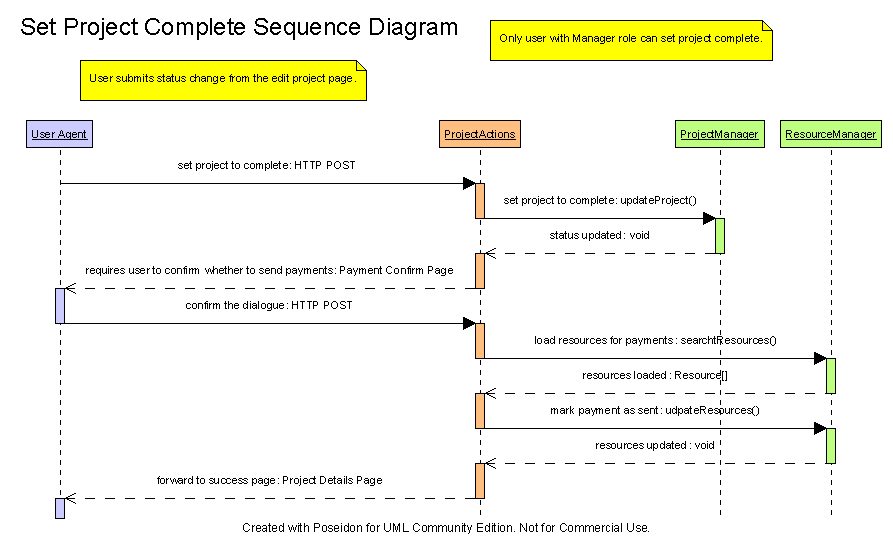 Set Project Complete Sequence Diagram
Only user with Manager role can set project complete.
User submits status change from the edit project page.
User Agent
ProjectActions
ProjectManager
ResourceManager
set project to complete: HTTP POST
set project to complete: updateProject()
status updated : void
requires user to confirm whether to send payments: Payment Confirm Page
confirm the dialogue: HTTP POST
load resources for payments : searchtResources()
resources loaded : Resource[]
mark payment as sent : udpateResources()
resources updated : void
forward to success page: Project Details Page
Created with Poseidon for UML Community Edition. Not for Commercial Use.